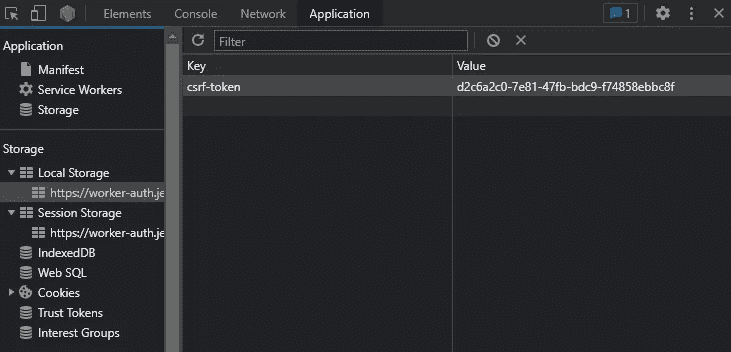 Elements Console Network Application 1
Application
Manifest
Service Workers
Storage
Storage
Local Storage
https://worker-auth.je
Session Storage
https://worker-auth.je
IndexedDB
Web SQL
Cookies
Trust Tokens
Interest Groups
Filter
Key Value
csrf-token d2c6a2c0-7e81-47fb-bdc9-f74858ebbc8f